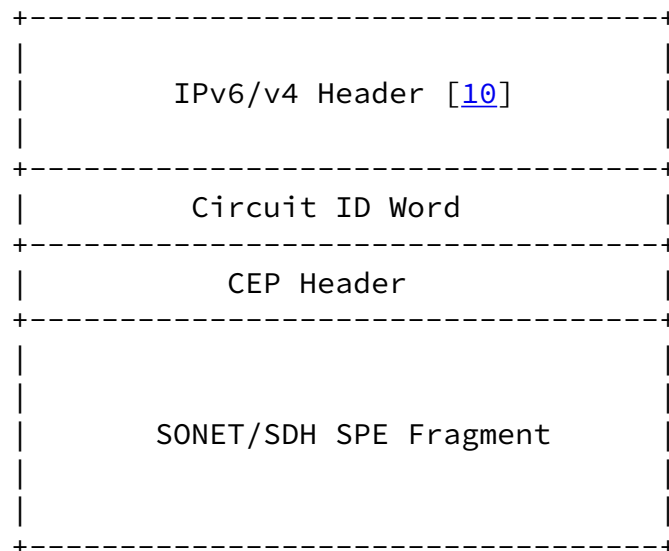 IPv6/v4 Header [10]
Circuit ID Word
CEP Header
SONET/SDH SPE Fragment